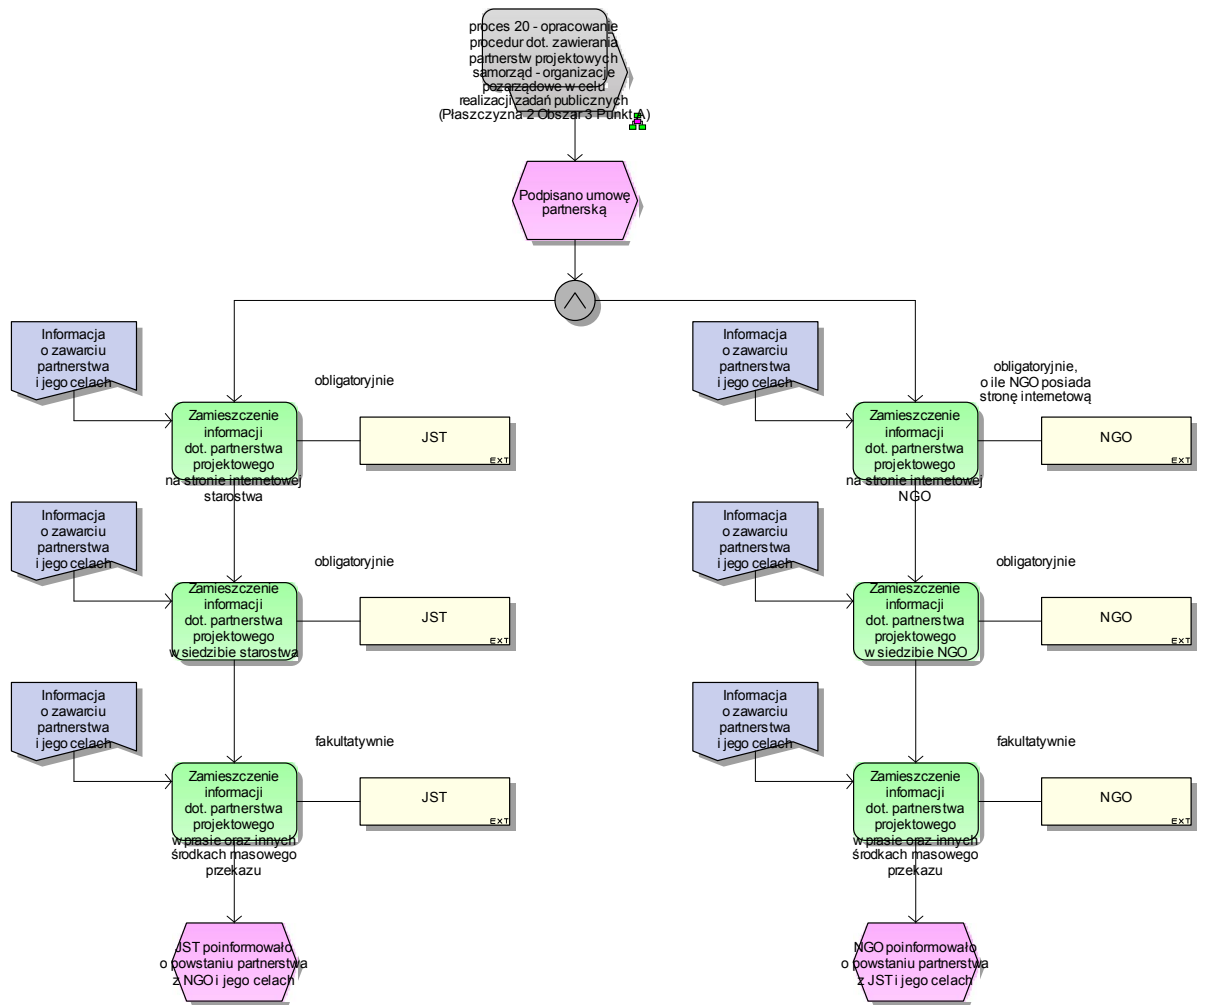 proces 20 - opracowanie
procedur dot. zawierania
partnerstw projektowych
samorząd - organizacje
pozarządowe w celu
realizacji zadań publicznych
(Płaszczyzna 2 Obszar 3 Punkt A)
Podpisano umowę
partnerską
Informacja
o zawarciu
partnerstwa
i jego celach
obligatoryjnie
Zamieszczenie
informacji
dot. partnerstwa
projektowego
na stronie internetowej
starostwa
JST
EXT
Informacja
o zawarciu
partnerstwa
i jego celach
obligatoryjnie,
o ile NGO posiada
stronę internetową
Zamieszczenie
informacji
dot. partnerstwa
projektowego
na stronie internetowej
NGO
NGO
EXT
Informacja
o zawarciu
partnerstwa
i jego celach
obligatoryjnie
Zamieszczenie
informacji
dot. partnerstwa
projektowego
w siedzibie starostwa
JST
EXT
Informacja
o zawarciu
partnerstwa
i jego celach
obligatoryjnie
Zamieszczenie
informacji
dot. partnerstwa
projektowego
w siedzibie NGO
NGO
EXT
Informacja
o zawarciu
partnerstwa
i jego celach
fakultatywnie
Zamieszczenie
informacji
dot. partnerstwa
projektowego
w prasie oraz innych
środkach masowego
przekazu
JST
EXT
Informacja
o zawarciu
partnerstwa
i jego celach
fakultatywnie
Zamieszczenie
informacji
dot. partnerstwa
projektowego
w prasie oraz innych
środkach masowego
przekazu
NGO
EXT
JST poinformowało
o powstaniu partnerstwa
z NGO i jego celach
NGO poinformowało
o powstaniu partnerstwa
z JST i jego celach